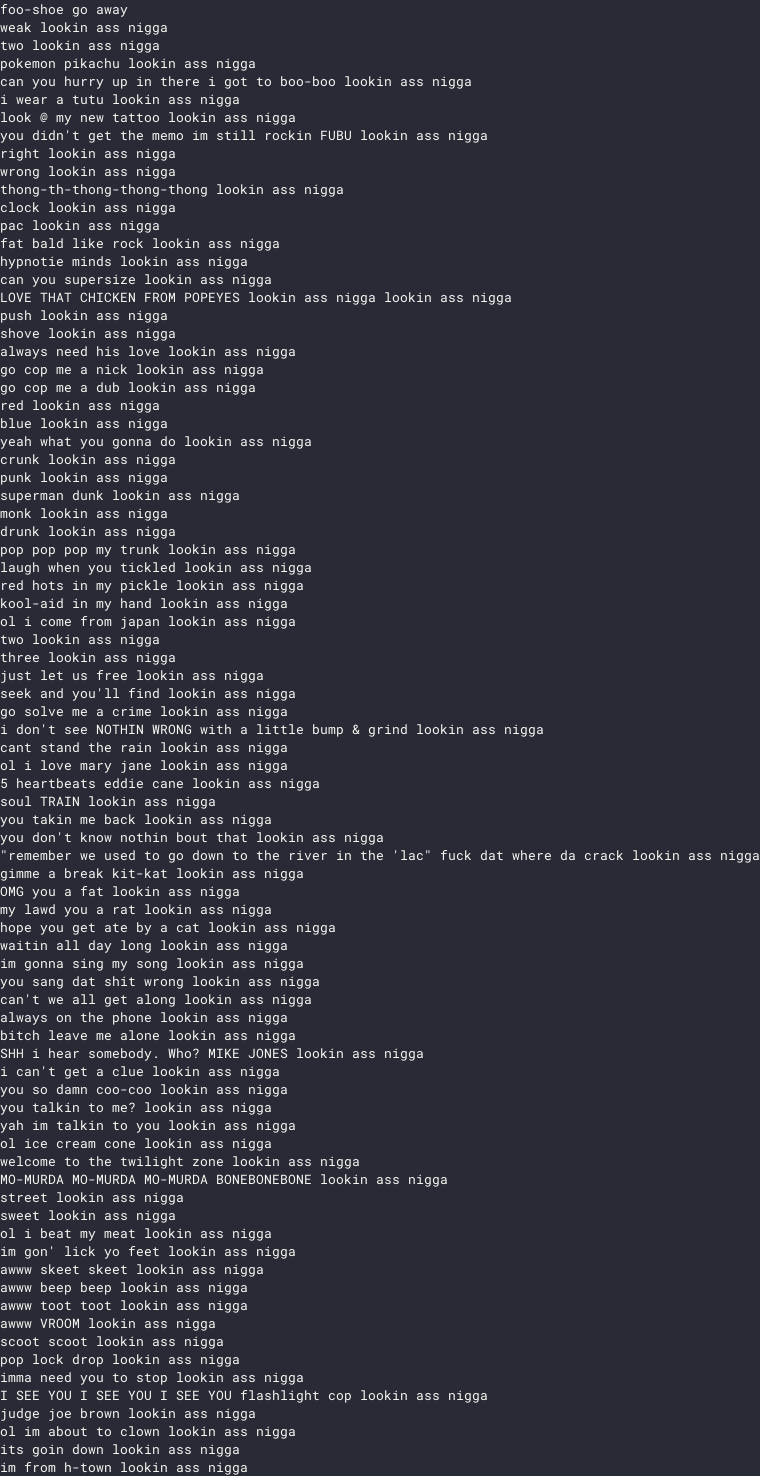 foo-shoe go away
weak lookin ass nigga
two lookin ass nigga
pokemon pikachu lookin ass nigga
can you hurry up in there i got to boo-boo lookin ass nigga
i wear a tutu lookin ass nigga
look @ my new tattoo lookin ass nigga
you didn't get the memo im still rockin FUBU lookin ass nigga
right lookin ass nigga
wrong lookin ass nigga
thong-th-thong-thong-thong lookin ass nigga
clock lookin ass nigga
pac lookin ass nigga
fat bald like rock lookin ass nigga
hypnotie minds lookin ass nigga
can you supersize lookin ass nigga
LOVE THAT CHICKEN FROM POPEYES lookin ass nigga lookin ass nigga
push lookin ass nigga
shove lookin ass nigga
always need his love lookin ass nigga
go cop me a nick lookin ass nigga
go cop me a dub lookin ass nigga
red lookin ass nigga
blue lookin ass nigga
yeah what you gonna do lookin ass nigga
crunk lookin ass nigga
punk lookin ass nigga
superman dunk lookin ass nigga
monk lookin ass nigga
drunk lookin ass nigga
pop pop pop my trunk lookin ass nigga
laugh when you tickled lookin ass nigga
red hots in my pickle lookin ass nigga
kool-aid in my hand lookin ass nigga
ol i come from japan lookin ass nigga
two lookin ass nigga
three lookin ass nigga
just let us free lookin ass nigga
seek and you'll find lookin ass nigga
go solve me a crime lookin ass nigga
i don't see NOTHIN WRONG with a little bump & grind lookin ass nigga
cant stand the rain lookin ass nigga
ol i love mary jane lookin ass nigga
5 heartbeats eddie cane lookin ass nigga
soul TRAIN lookin ass nigga
you takin me back lookin ass nigga
you don't know nothin bout that lookin ass nigga
"remember we used to go down to the river in the 'lac" fuck dat where da crack lookin ass nigga
gimme a break kit-kat lookin ass nigga
OMG you a fat lookin ass nigga
my lawd you a rat lookin ass nigga
hope you get ate by a cat lookin ass nigga
waitin all day long lookin ass nigga
im gonna sing my song lookin ass nigga
you sang dat shit wrong lookin ass nigga
can't we all get along lookin ass nigga
always on the phone lookin ass nigga
bitch leave me alone lookin ass nigga
SHH i hear somebody. Who? MIKE JONES lookin ass nigga
i can't get a clue lookin ass nigga
you so damn coo-coo lookin ass nigga
you talkin to me? lookin ass nigga
yah im talkin to you lookin ass nigga
ol ice cream cone lookin ass nigga
welcome to the twilight zone lookin ass nigga
MO-MURDA MO-MURDA MO-MURDA BONEBONEBONE lookin ass nigga
street lookin ass nigga
sweet lookin ass nigga
ol i beat my meat lookin ass nigga
im gon' lick yo feet lookin ass nigga
awww skeet skeet lookin ass nigga
awww beep beep lookin ass nigga
awww toot toot lookin ass nigga
awww VROOM lookin ass nigga
scoot scoot lookin ass nigga
pop lock drop lookin ass nigga
imma need you to stop lookin ass nigga
I SEE YOU I SEE YOU I SEE YOU flashlight cop lookin ass nigga
judge joe brown lookin ass nigga
ol im about to clown lookin ass nigga
its goin down lookin ass nigga
im from h-town lookin ass nigga